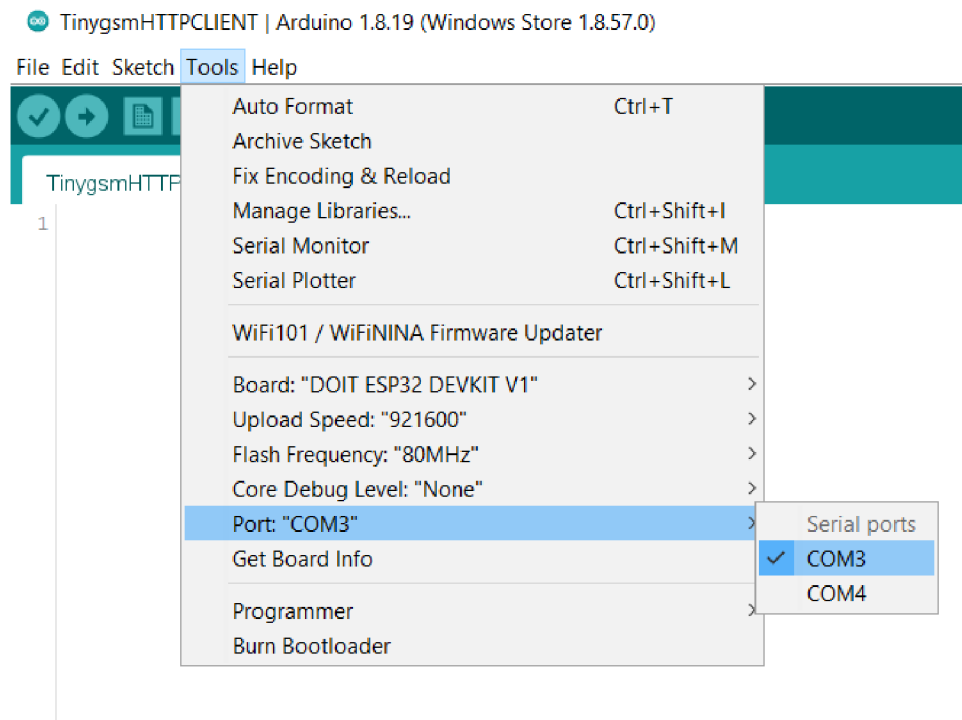 TinygsmHTTPCLIENT | Arduino 1.8.19 (Windows Store 1.8.57.0)
File Edit Sketch Tools Help
Auto Format Ctrl+T
Archive Sketch
Fix Encoding & Reload
TinygsmHTTP
Manage Libraries... Ctrl+Shift+I
1
Serial Monitor Ctrl+Shift+M
Serial Plotter Ctrl+Shift+L
WiFi101 / WiFiNINA Firmware Updater
Board: "DOIT ESP32 DEVKIT V1"
Upload Speed: "921600"
Flash Frequency: "80MHz"
Core Debug Level: "None"
Port: "COM3"
Serial ports
COM3
COM4
Get Board Info
Programmer
Burn Bootloader